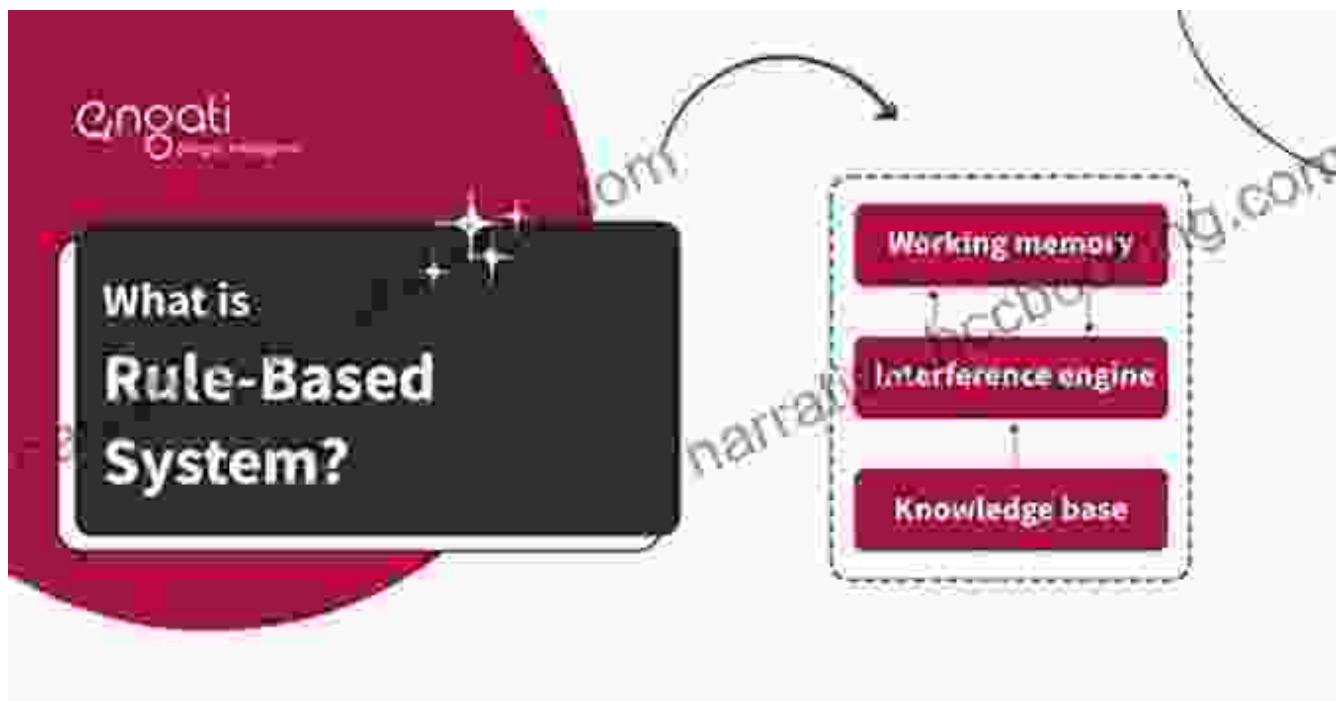 engati
What is
Rule-Based
System?
Working memory
Interference engine
Knowledge base